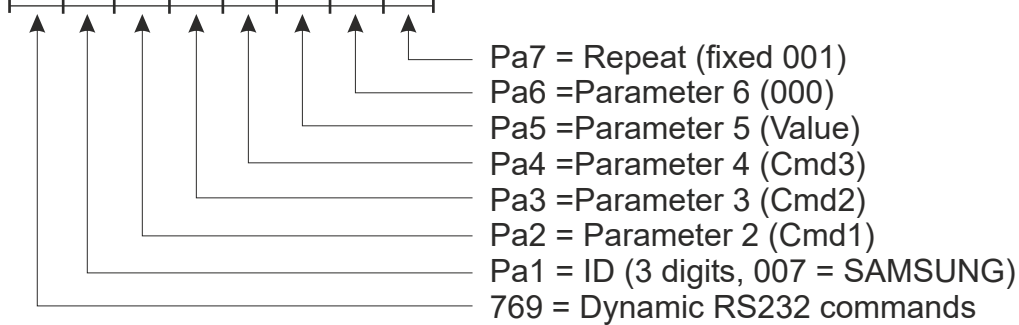 Pa7 = Repeat (fixed 001)
Pa6 =Parameter 6 (000)
Pa5 =Parameter 5 (Value)
Pa4 =Parameter 4 (Cmd3)
Pa3 =Parameter 3 (Cmd2)
Pa2 = Parameter 2 (Cmd1)
Pa1 = ID (3 digits, 007 = SAMSUNG)
769 = Dynamic RS232 commands